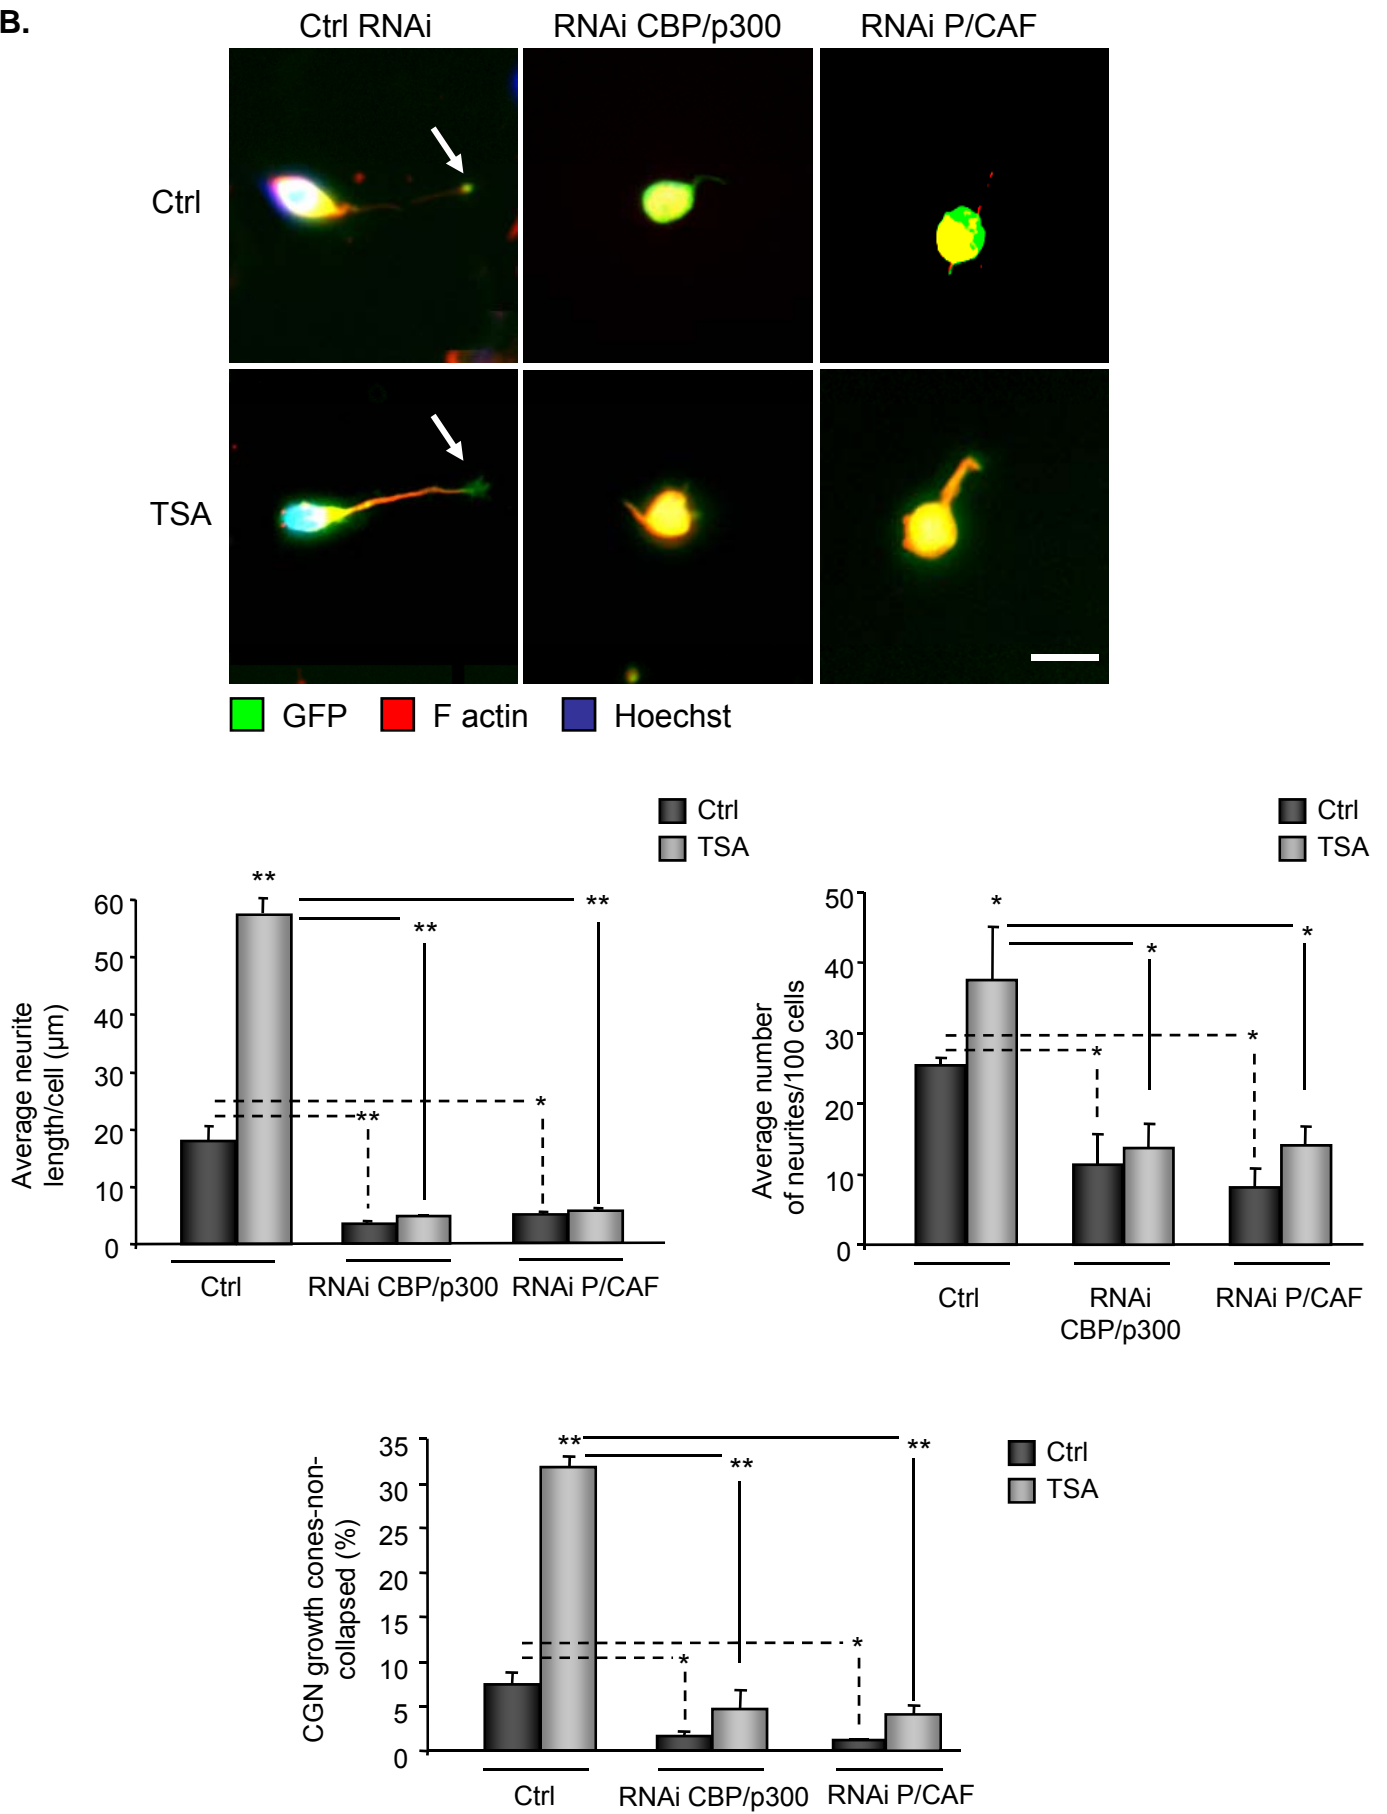 B.
Ctrl RNAi RNAi CBP/p300 RNAi P/CAF
Ctrl
TSA
GFP F actin Hoechst
Ctrl
TSA
Average neurite
length/cell (µm)
60
50
40
30
20
10
0
**
**
**
**
*
Ctrl RNAi CBP/p300 RNAi P/CAF
Ctrl
TSA
Average number
of neurites/100 cells
50
40
30
20
10
0
*
*
*
*
*
Ctrl RNAi RNAi P/CAF
CBP/p300
Ctrl
TSA
CGN growth cones-non-
collapsed (%)
35
30
25
20
15
10
5
0
**
**
**
*
*
Ctrl RNAi CBP/p300 RNAi P/CAF